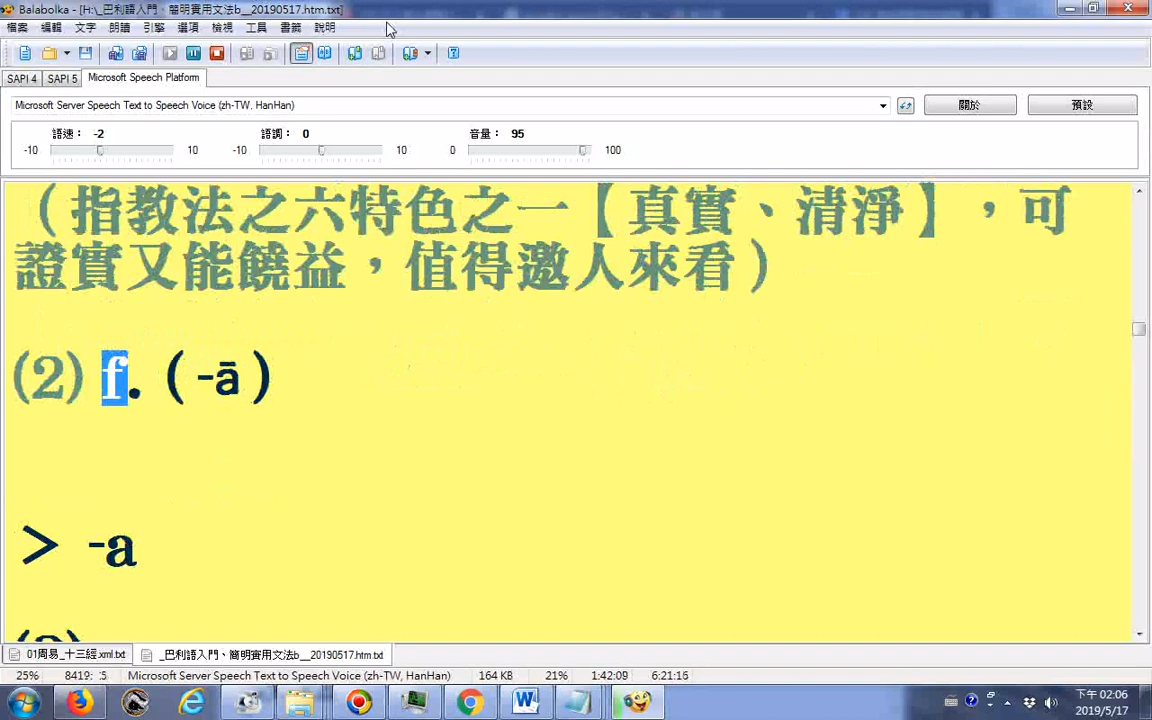 Balabolka - [H:\_巴利語入門、簡明實用文法b__20190517.htm.txt]
檔案 編輯 文字 朗讀 引擎 選項 檢視 工具 書籤 說明
SAPI 4 SAPI 5 Microsoft Speech Platform
Microsoft Server Speech Text to Speech Voice (zh-TW, HanHan) 關於 預設
語速： -2 語調： 0 音量： 95
-10 10 -10 10 0 100
（指教法之六特色之一【真實、清淨】，可
證實又能饒益，值得邀人來看）
(2) f. ( -ā )
> -a
01周易_十三經.xml.txt _巴利語入門、簡明實用文法b__20190517.htm.txt
25% 8419: :5 Microsoft Server Speech Text to Speech Voice (zh-TW, HanHan) 164 KB 21% 1:42:09 6:21:16
下午 02:06
2019/5/17